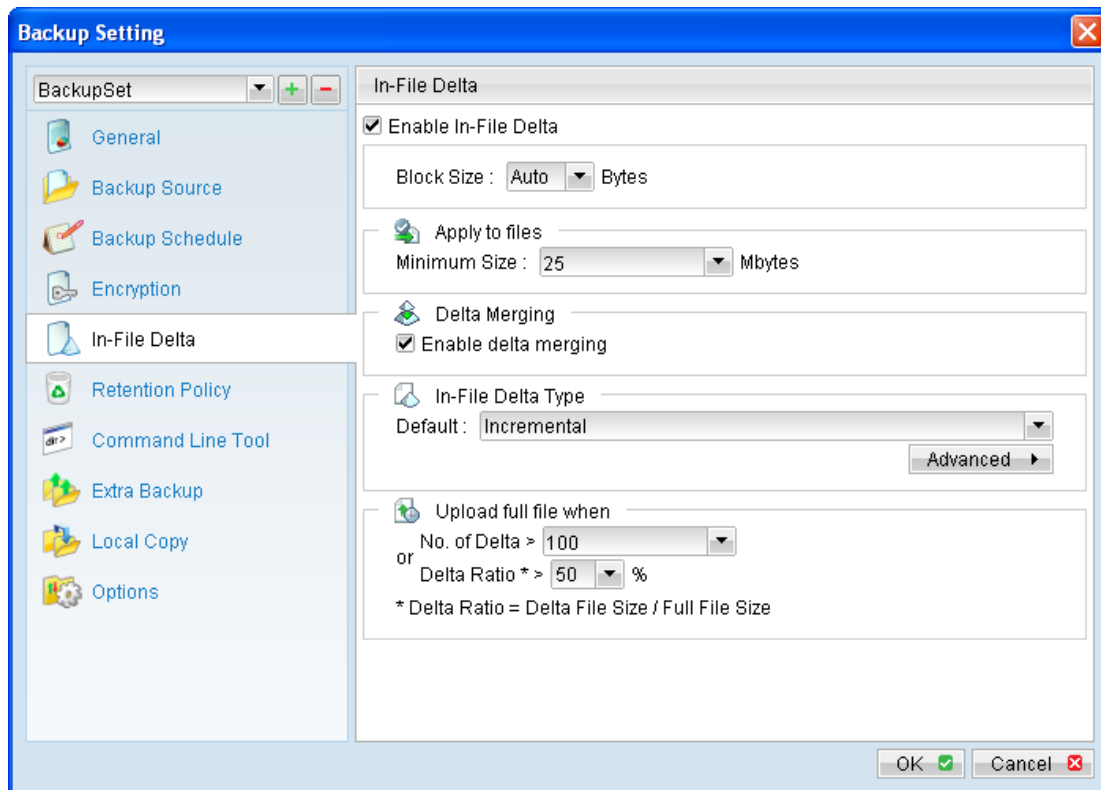 Backup Setting
BackupSet
General
Backup Source
Backup Schedule
Encryption
In-File Delta
Retention Policy
Command Line Tool
Extra Backup
Local Copy
Options
In-File Delta
Enable In-File Delta
Block Size : Auto Bytes
Apply to files
Minimum Size : 25 Mbytes
Delta Merging
Enable delta merging
In-File Delta Type
Default : Incremental
Advanced
Upload full file when
No. of Delta > 100
or
Delta Ratio * > 50 %
* Delta Ratio = Delta File Size / Full File Size
OK Cancel